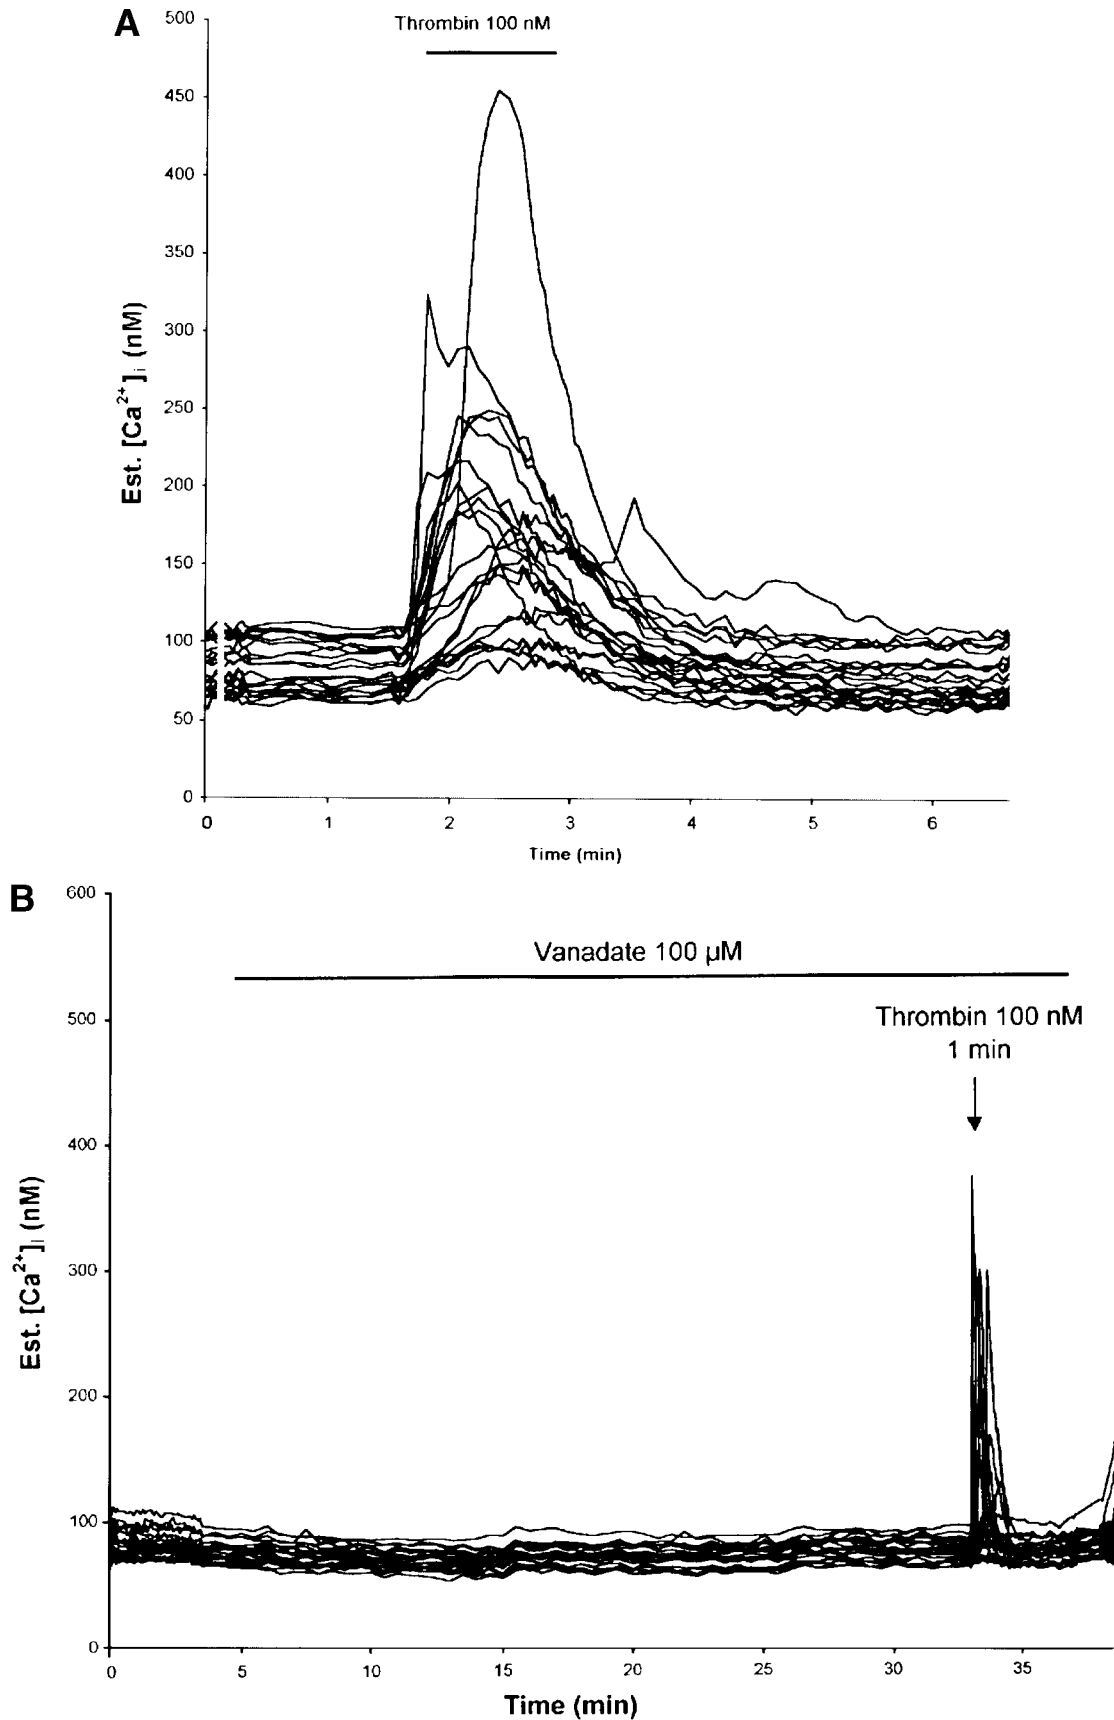 A
Thrombin 100 nM
500
450
400
350
300
250
200
150
100
50
0
Est. [Ca²⁺]i (nM)
0 1 2 3 4 5 6
Time (min)
B
600
500
400
300
200
100
0
Vanadate 100 µM
Thrombin 100 nM
1 min
Est. [Ca²⁺]i (nM)
0 5 10 15 20 25 30 35
Time (min)